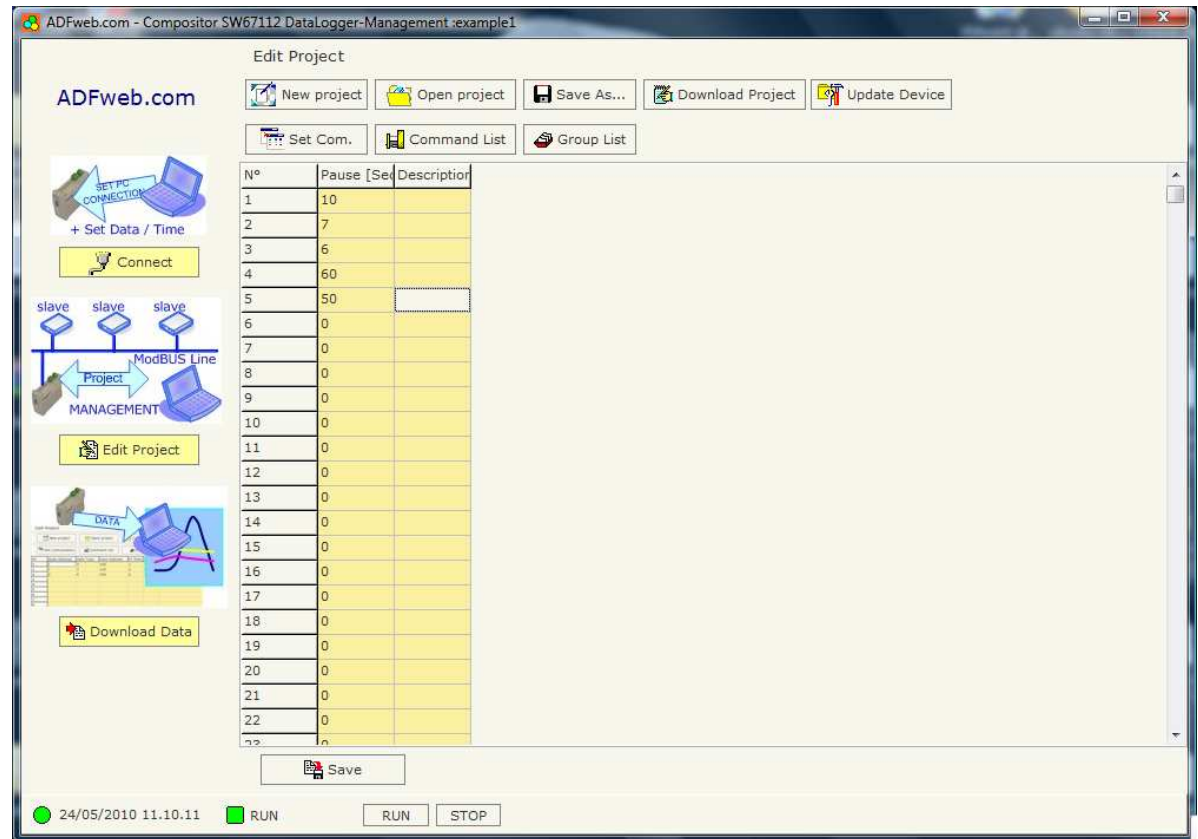 ADFweb.com - Compositor SW67112 DataLogger-Management :example1
Edit Project
ADFweb.com
New project Open project Save As... Download Project Update Device
Set Com. Command List Group List
SET PC
CONNECTION
+ Set Data / Time
Connect
slave slave slave
ModBUS Line
Project
MANAGEMENT
Edit Project
DATA
Download Data
N° Pause [Sec Description
1 10
2 7
3 6
4 60
5 50
6 0
7 0
8 0
9 0
10 0
11 0
12 0
13 0
14 0
15 0
16 0
17 0
18 0
19 0
20 0
21 0
22 0
Save
24/05/2010 11.10.11 RUN RUN STOP